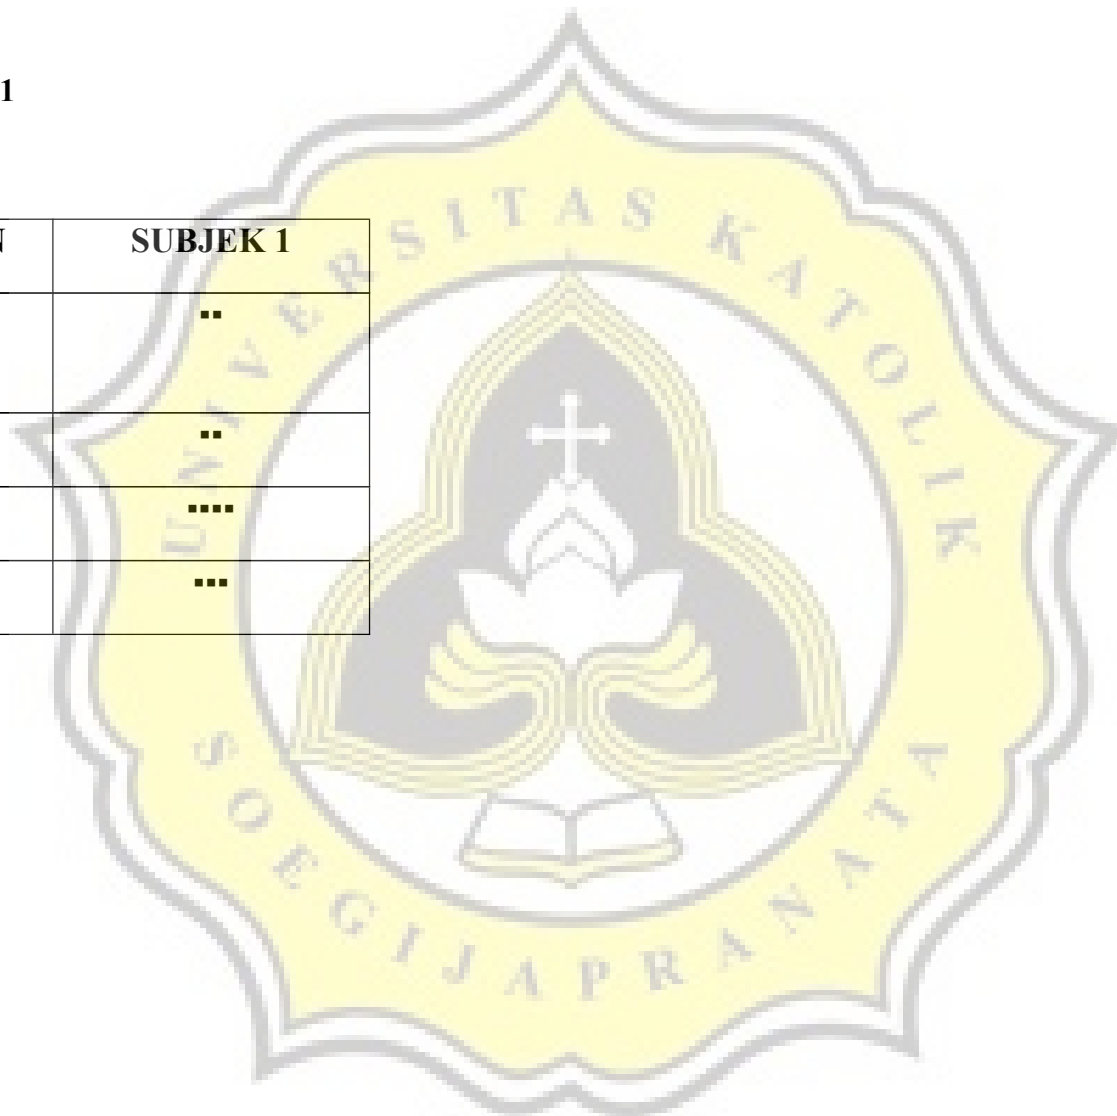 1
N SUBJEK 1
▪▪
▪▪
▪▪▪▪
▪▪▪
UNIVERSITAS KATOLIK
SOEGIJAPRANATA